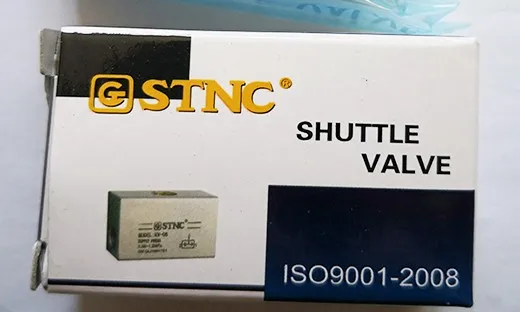 STNC
SHUTTLE
VALVE
STNC
ISO9001-2008